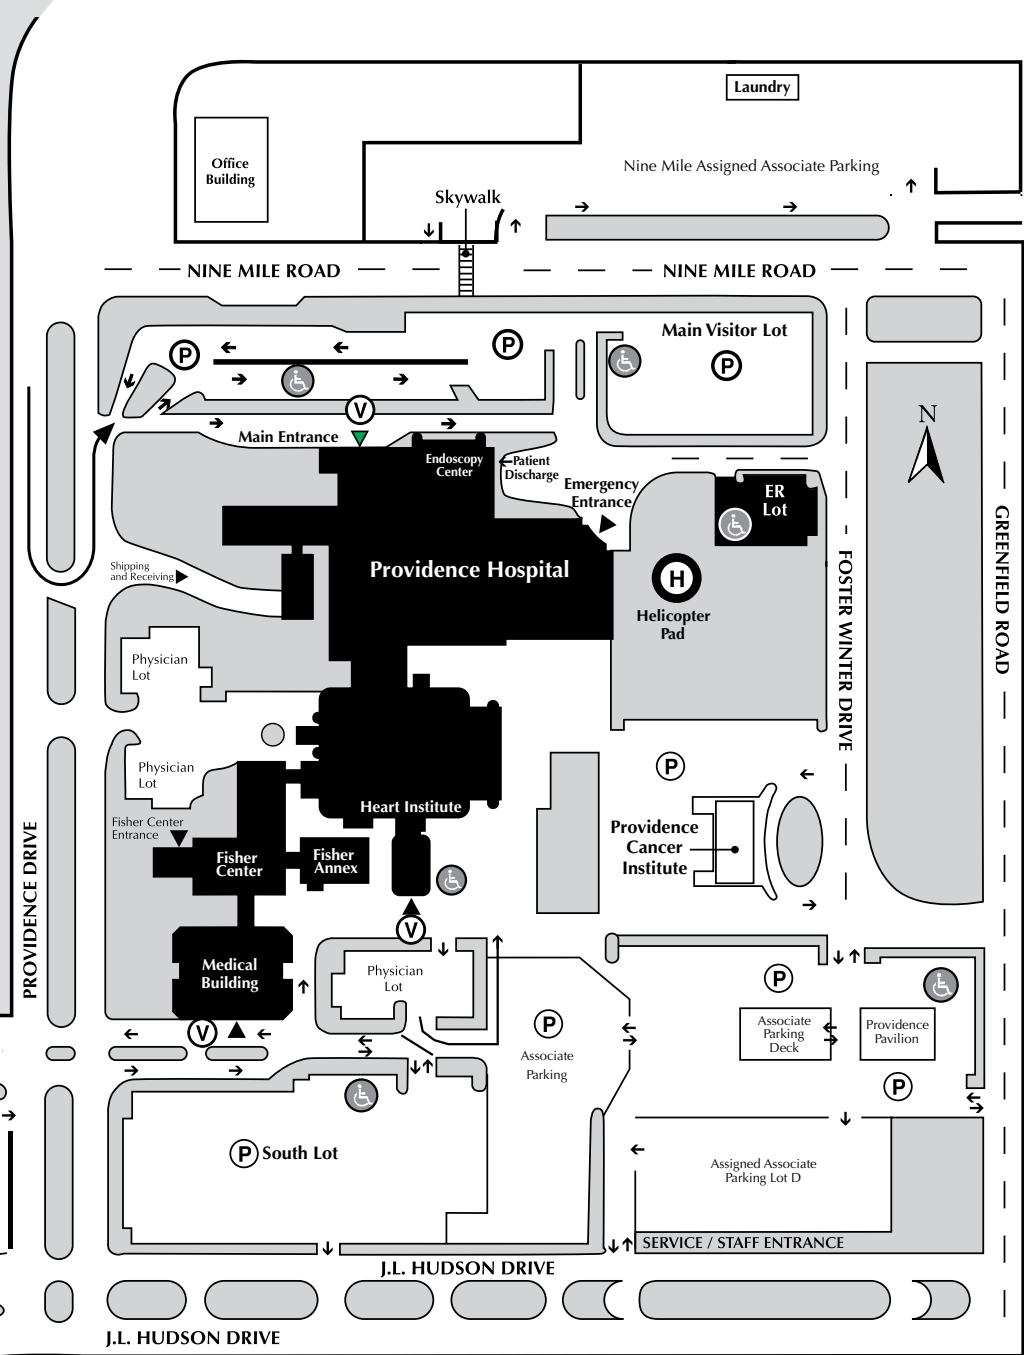 Laundry
Office
Building
Nine Mile Assigned Associate Parking
Skywalk
NINE MILE ROAD
NINE MILE ROAD
Main Visitor Lot
P
P
P
V
N
Main Entrance
Endoscopy
Center
Patient
Discharge
Emergency
Entrance
ER
Lot
Providence Hospital
Shipping
and Receiving
H
Helicopter
Pad
FOSTER WINTER DRIVE
GREENFIELD ROAD
Physician
Lot
Physician
Lot
P
Heart Institute
Fisher Center
Entrance
Fisher
Center
Fisher
Annex
Providence
Cancer
Institute
PROVIDENCE DRIVE
V
Medical
Building
Physician
Lot
P
V
P
Associate
Parking
Associate
Parking
Deck
Providence
Pavilion
P
P
South Lot
Assigned Associate
Parking Lot D
SERVICE / STAFF ENTRANCE
J.L. HUDSON DRIVE
J.L. HUDSON DRIVE